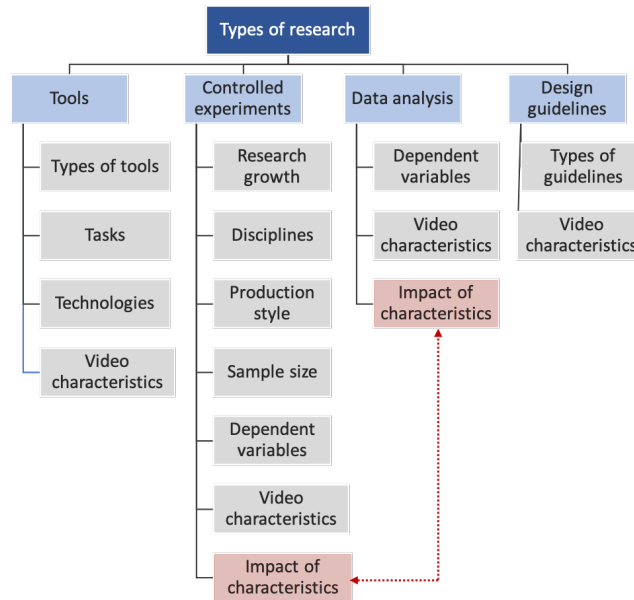 Types of research
Tools
Controlled
experiments
Data analysis
Design
guidelines
Types of tools
Tasks
Technologies
Video
characteristics
Research
growth
Disciplines
Production
style
Sample size
Dependent
variables
Video
characteristics
Impact of
characteristics
Dependent
variables
Video
characteristics
Impact of
characteristics
Types of
guidelines
Video
characteristics